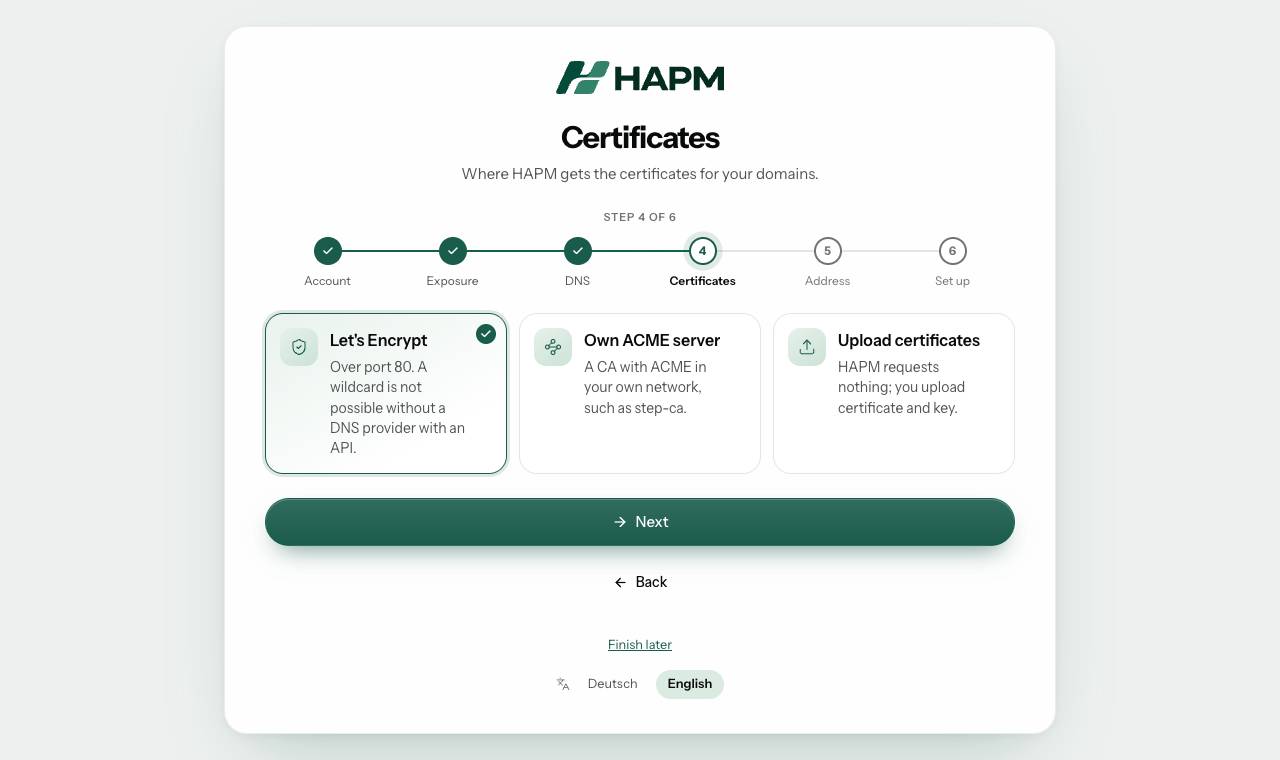 HAPM
Certificates
Where HAPM gets the certificates for your domains.
STEP 4 OF 6
4
5
6
Account
Exposure
DNS
Certificates
Address
Set up
Let's Encrypt
Over port 80. A
wildcard is not
possible without a
DNS provider with an
API.
Own ACME server
A CA with ACME in
your own network,
such as step-ca.
Upload certificates
HAPM requests
nothing; you upload
certificate and key.
Next
Back
Finish later
Deutsch
English